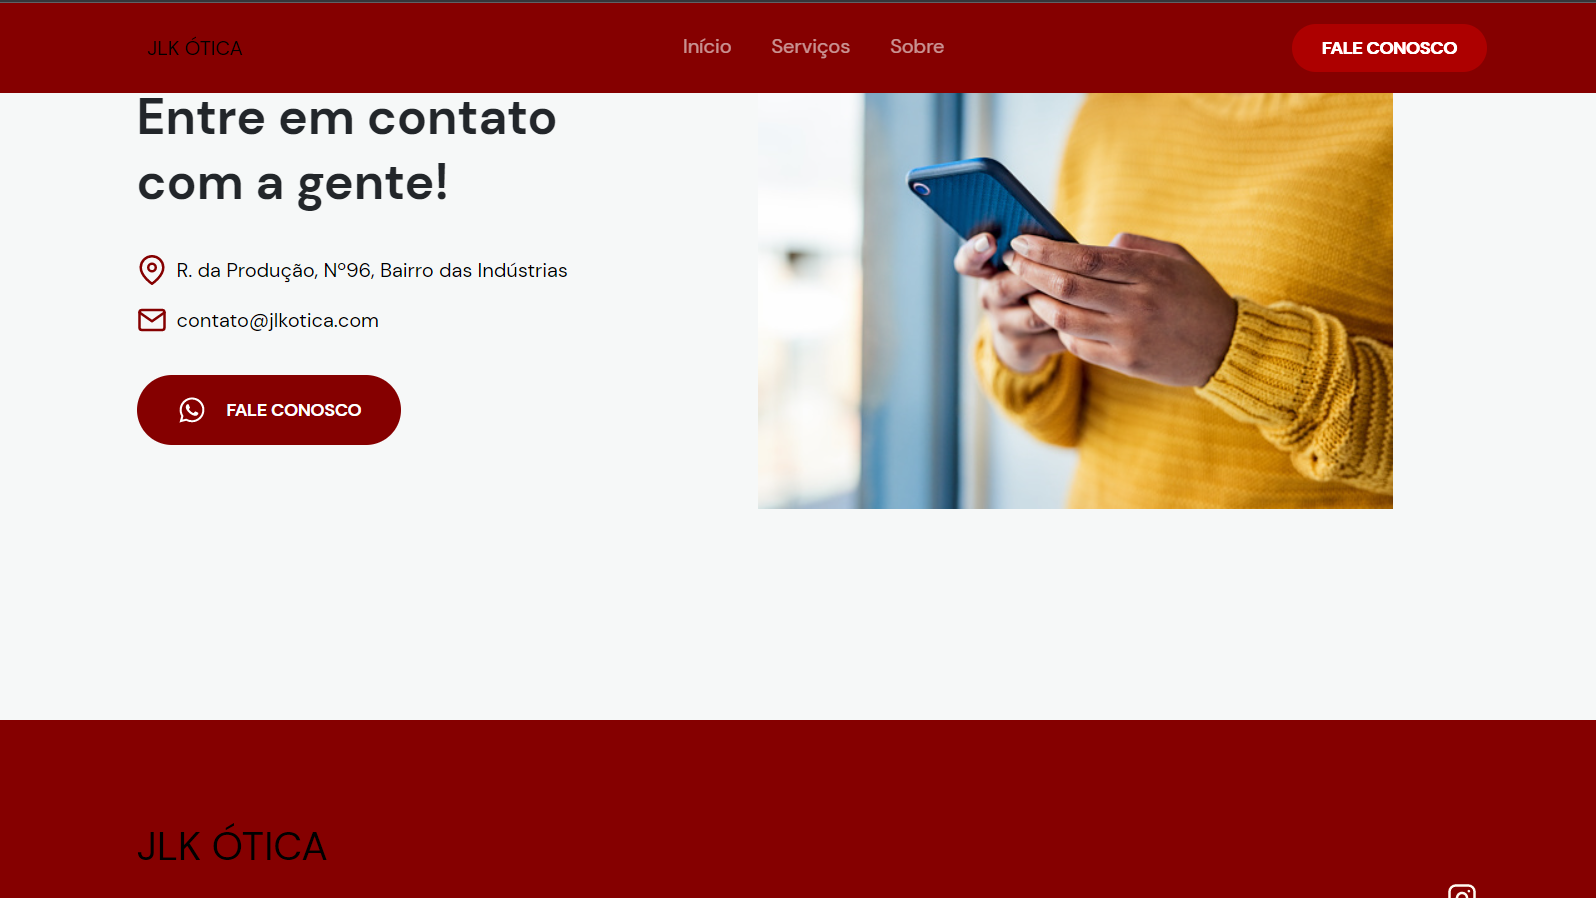 JLK ÓTICA
Início
Serviços
Sobre
FALE CONOSCO
Entre em contato
com a gente!
R. da Produção, Nº96, Bairro das Indústrias
contato@jlkotica.com
FALE CONOSCO
JLK ÓTICA